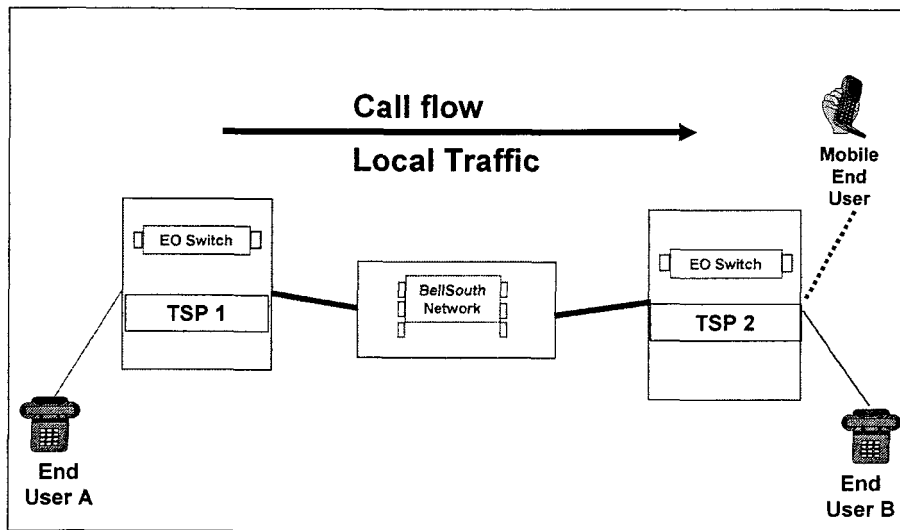 Call flow
Local Traffic
Mobile
End
User
EO Switch
TSP 1
BellSouth
Network
EO Switch
TSP 2
End
User A
End
User B